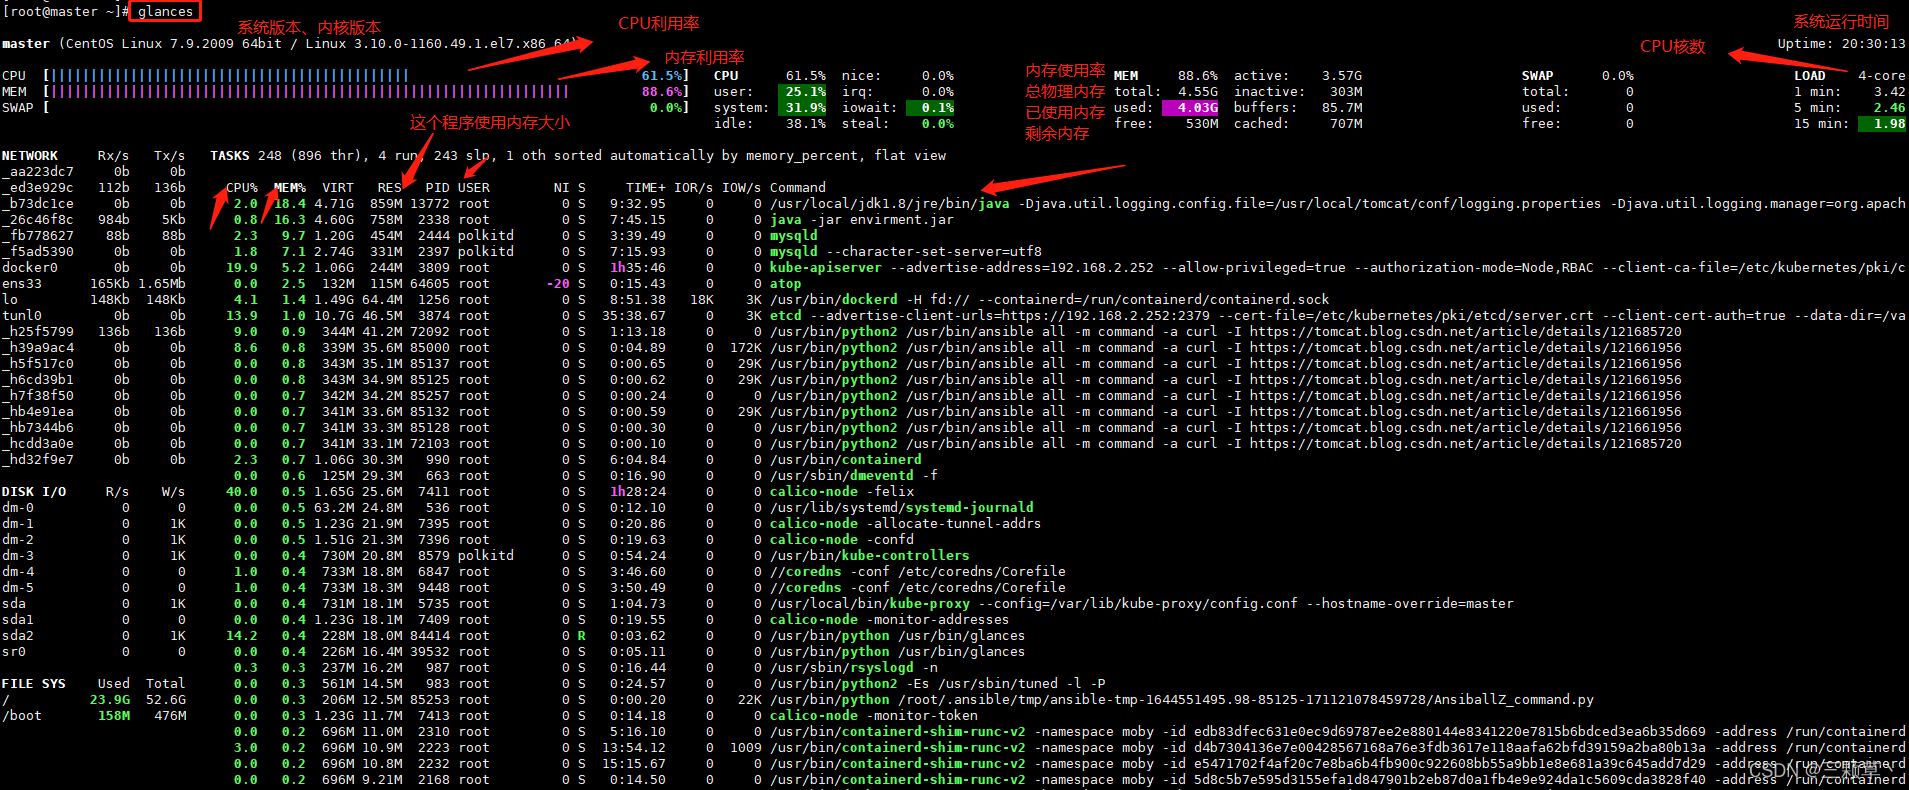 [root@master ~]# glances
系统版本、内核版本
CPU利用率
系统运行时间
master (CentOS Linux 7.9.2009 64bit / Linux 3.10.0-1160.49.1.el7.x86_64)
内存利用率
CPU核数
Uptime: 20:30:13
CPU [|||||||||||||||||||||||||||||||||||||||||||||| 61.5%] CPU 61.5% nice: 0.0% 内存使用率 MEM 88.6% active: 3.57G SWAP 0.0% LOAD 4-core
MEM [|||||||||||||||||||||||||||||||||||||||||||||||||||||||||||||||||| 88.6%] user: 25.1% irq: 0.0% 总物理内存 total: 4.55G inactive: 303M total: 0 1 min: 3.42
SWAP [ 0.0%] system: 31.9% iowait: 0.1% 已使用内存 used: 4.03G buffers: 85.7M used: 0 5 min: 2.46
这个程序使用内存大小 idle: 38.1% steal: 0.0% 剩余内存 free: 530M cached: 707M free: 0 15 min: 1.98
NETWORK Rx/s Tx/s TASKS 248 (896 thr), 4 run, 243 slp, 1 oth sorted automatically by memory_percent, flat view
_aa223dc7 0b 0b
_ed3e929c 112b 136b CPU% MEM% VIRT RES PID USER NI S TIME+ IOR/s IOW/s Command
_b73dc1ce 0b 0b 2.0 18.4 4.71G 859M 13772 root 0 S 9:32.95 0 0 /usr/local/jdk1.8/jre/bin/java -Djava.util.logging.config.file=/usr/local/tomcat/conf/logging.properties -Djava.util.logging.manager=org.apach
_26c46f8c 984b 5Kb 0.8 16.3 4.60G 758M 2338 root 0 S 7:45.15 0 0 java -jar envirment.jar
_fb778627 88b 88b 2.3 9.7 1.20G 454M 2444 polkitd 0 S 3:39.49 0 0 mysqld
_f5ad5390 0b 0b 1.8 7.1 2.74G 331M 2397 polkitd 0 S 7:15.93 0 0 mysqld --character-set-server=utf8
docker0 0b 0b 19.9 5.2 1.06G 244M 3809 root 0 S 1h35:46 0 0 kube-apiserver --advertise-address=192.168.2.252 --allow-privileged=true --authorization-mode=Node,RBAC --client-ca-file=/etc/kubernetes/pki/c
ens33 165Kb 1.65Mb 0.0 2.5 132M 115M 64605 root -20 S 0:15.43 0 0 atop
lo 148Kb 148Kb 4.1 1.4 1.49G 64.4M 1256 root 0 S 8:51.38 18K 3K /usr/bin/dockerd -H fd:// --containerd=/run/containerd/containerd.sock
tunl0 0b 0b 13.9 1.0 10.7G 46.5M 3874 root 0 S 35:38.67 0 3K etcd --advertise-client-urls=https://192.168.2.252:2379 --cert-file=/etc/kubernetes/pki/etcd/server.crt --client-cert-auth=true --data-dir=/va
_h25f5799 136b 136b 9.0 0.9 344M 41.2M 72092 root 0 S 1:13.18 0 0 /usr/bin/python2 /usr/bin/ansible all -m command -a curl -I https://tomcat.blog.csdn.net/article/details/121685720
_h39a9ac4 0b 0b 8.6 0.8 339M 35.6M 85000 root 0 S 0:04.89 0 172K /usr/bin/python2 /usr/bin/ansible all -m command -a curl -I https://tomcat.blog.csdn.net/article/details/121661956
_h5f517c0 0b 0b 0.0 0.8 343M 35.1M 85137 root 0 S 0:00.65 0 29K /usr/bin/python2 /usr/bin/ansible all -m command -a curl -I https://tomcat.blog.csdn.net/article/details/121661956
_h6cd39b1 0b 0b 0.0 0.8 343M 34.9M 85125 root 0 S 0:00.62 0 29K /usr/bin/python2 /usr/bin/ansible all -m command -a curl -I https://tomcat.blog.csdn.net/article/details/121661956
_h7f38f50 0b 0b 0.0 0.7 342M 34.2M 85257 root 0 S 0:00.24 0 0 /usr/bin/python2 /usr/bin/ansible all -m command -a curl -I https://tomcat.blog.csdn.net/article/details/121661956
_hb4e91ea 0b 0b 0.0 0.7 341M 33.6M 85132 root 0 S 0:00.59 0 29K /usr/bin/python2 /usr/bin/ansible all -m command -a curl -I https://tomcat.blog.csdn.net/article/details/121661956
_hb7344b6 0b 0b 0.0 0.7 341M 33.3M 85128 root 0 S 0:00.30 0 0 /usr/bin/python2 /usr/bin/ansible all -m command -a curl -I https://tomcat.blog.csdn.net/article/details/121661956
_hcdd3a0e 0b 0b 0.0 0.7 341M 33.1M 72103 root 0 S 0:00.10 0 0 /usr/bin/python2 /usr/bin/ansible all -m command -a curl -I https://tomcat.blog.csdn.net/article/details/121685720
_hd32f9e7 0b 0b 2.3 0.7 1.06G 30.3M 990 root 0 S 6:04.84 0 0 /usr/bin/containerd
0.0 0.6 125M 29.3M 663 root 0 S 0:16.90 0 0 /usr/sbin/dmeventd -f
DISK I/O R/s W/s 40.0 0.5 1.65G 25.6M 7411 root 0 S 1h28:24 0 0 calico-node -felix
dm-0 0 0 0.0 0.5 63.2M 24.8M 536 root 0 S 0:12.10 0 0 /usr/lib/systemd/systemd-journald
dm-1 0 1K 0.0 0.5 1.23G 21.9M 7395 root 0 S 0:20.86 0 0 calico-node -allocate-tunnel-addrs
dm-2 0 1K 0.0 0.5 1.51G 21.3M 7396 root 0 S 0:19.63 0 0 calico-node -confd
dm-3 0 1K 0.0 0.4 730M 20.8M 8579 polkitd 0 S 0:54.24 0 0 /usr/bin/kube-controllers
dm-4 0 0 1.0 0.4 733M 18.8M 6847 root 0 S 3:46.60 0 0 //coredns -conf /etc/coredns/Corefile
dm-5 0 0 1.0 0.4 733M 18.3M 9448 root 0 S 3:50.49 0 0 //coredns -conf /etc/coredns/Corefile
sda 0 1K 0.0 0.4 731M 18.1M 5735 root 0 S 1:04.73 0 0 /usr/local/bin/kube-proxy --config=/var/lib/kube-proxy/config.conf --hostname-override=master
sda1 0 0 0.0 0.4 1.23G 18.1M 7409 root 0 S 0:19.55 0 0 calico-node -monitor-addresses
sda2 0 1K 14.2 0.4 228M 18.0M 84414 root 0 R 0:03.62 0 0 /usr/bin/python /usr/bin/glances
sr0 0 0 0.0 0.4 226M 16.4M 39532 root 0 S 0:05.11 0 0 /usr/bin/python /usr/bin/glances
0.3 0.3 237M 16.2M 987 root 0 S 0:16.44 0 0 /usr/sbin/rsyslogd -n
FILE SYS Used Total 0.0 0.3 561M 14.5M 983 root 0 S 0:24.57 0 0 /usr/bin/python2 -Es /usr/sbin/tuned -l -P
/ 23.9G 52.6G 0.0 0.3 206M 12.5M 85253 root 0 S 0:00.20 0 22K /usr/bin/python /root/.ansible/tmp/ansible-tmp-1644551495.98-85125-171121078459728/AnsiballZ_command.py
/boot 158M 476M 0.0 0.3 1.23G 11.7M 7413 root 0 S 0:14.18 0 0 calico-node -monitor-token
0.0 0.2 696M 11.0M 2310 root 0 S 5:16.10 0 0 /usr/bin/containerd-shim-runc-v2 -namespace moby -id edb83dfec631e0ec9d69787ee2e880144e8341220e7815b6bdced3ea6b35d669 -address /run/containerd
3.0 0.2 696M 10.9M 2223 root 0 S 13:54.12 0 1009 /usr/bin/containerd-shim-runc-v2 -namespace moby -id d4b7304136e7e00428567168a76e3fdb3617e118aafa62bfd39159a2ba80b13a -address /run/containerd
0.0 0.2 696M 10.8M 2232 root 0 S 15:15.67 0 0 /usr/bin/containerd-shim-runc-v2 -namespace moby -id e5471702f4af20c7e8ba6b4fb900c922608bb55a9bb1e8e681a39c645add7d29 -address /run/containerd
0.0 0.2 696M 9.21M 2168 root 0 S 0:14.50 0 0 /usr/bin/containerd-shim-runc-v2 -namespace moby -id 5d8c5b7e595d3155efa1d847901b2eb87d0a1fb4e9e924da1c5609cda3828f40 -address /run/containerd
CSDN @三颗草丶